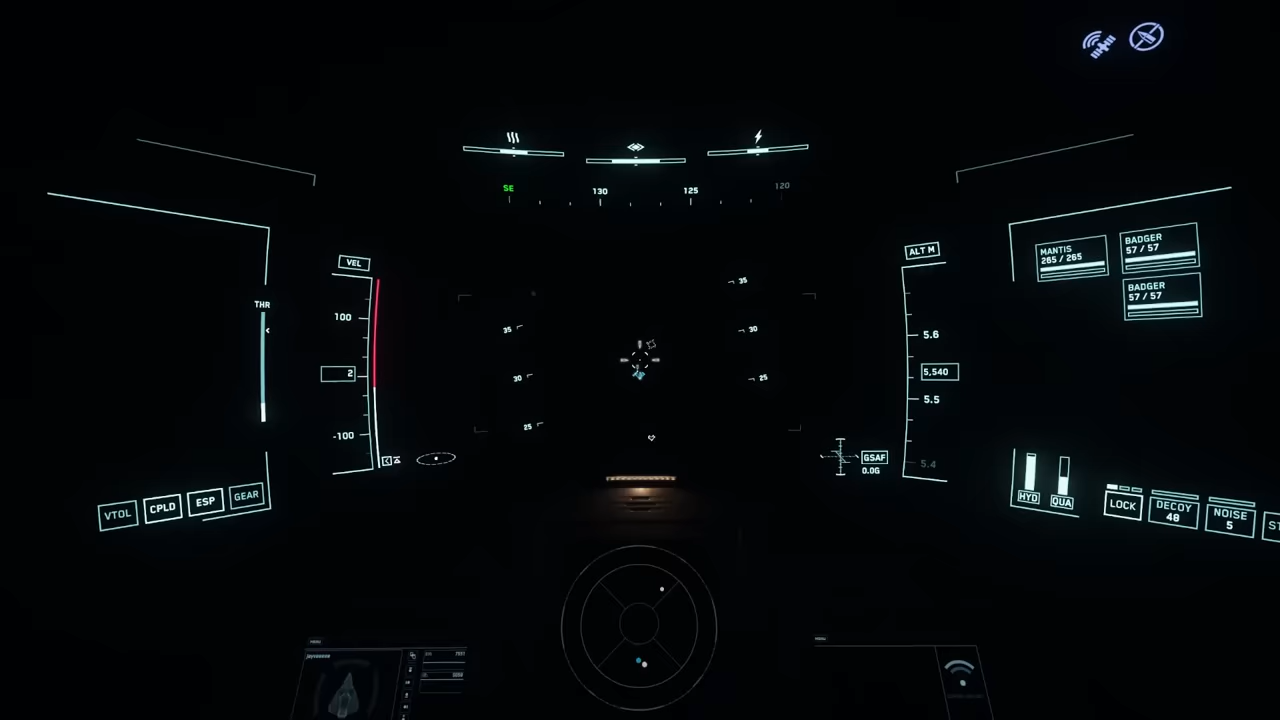 SE
130
125
120
VEL
100
2
-100
THR
35
30
25
35
30
25
ALT M
5.6
5,540
5.5
5.4
MANTIS
265 / 265
BADGER
57 / 57
BADGER
57 / 57
GSAF
0.0G
VTOL
CPLD
ESP
GEAR
HYD
QUA
LOCK
DECOY
48
NOISE
5
ST
MENU